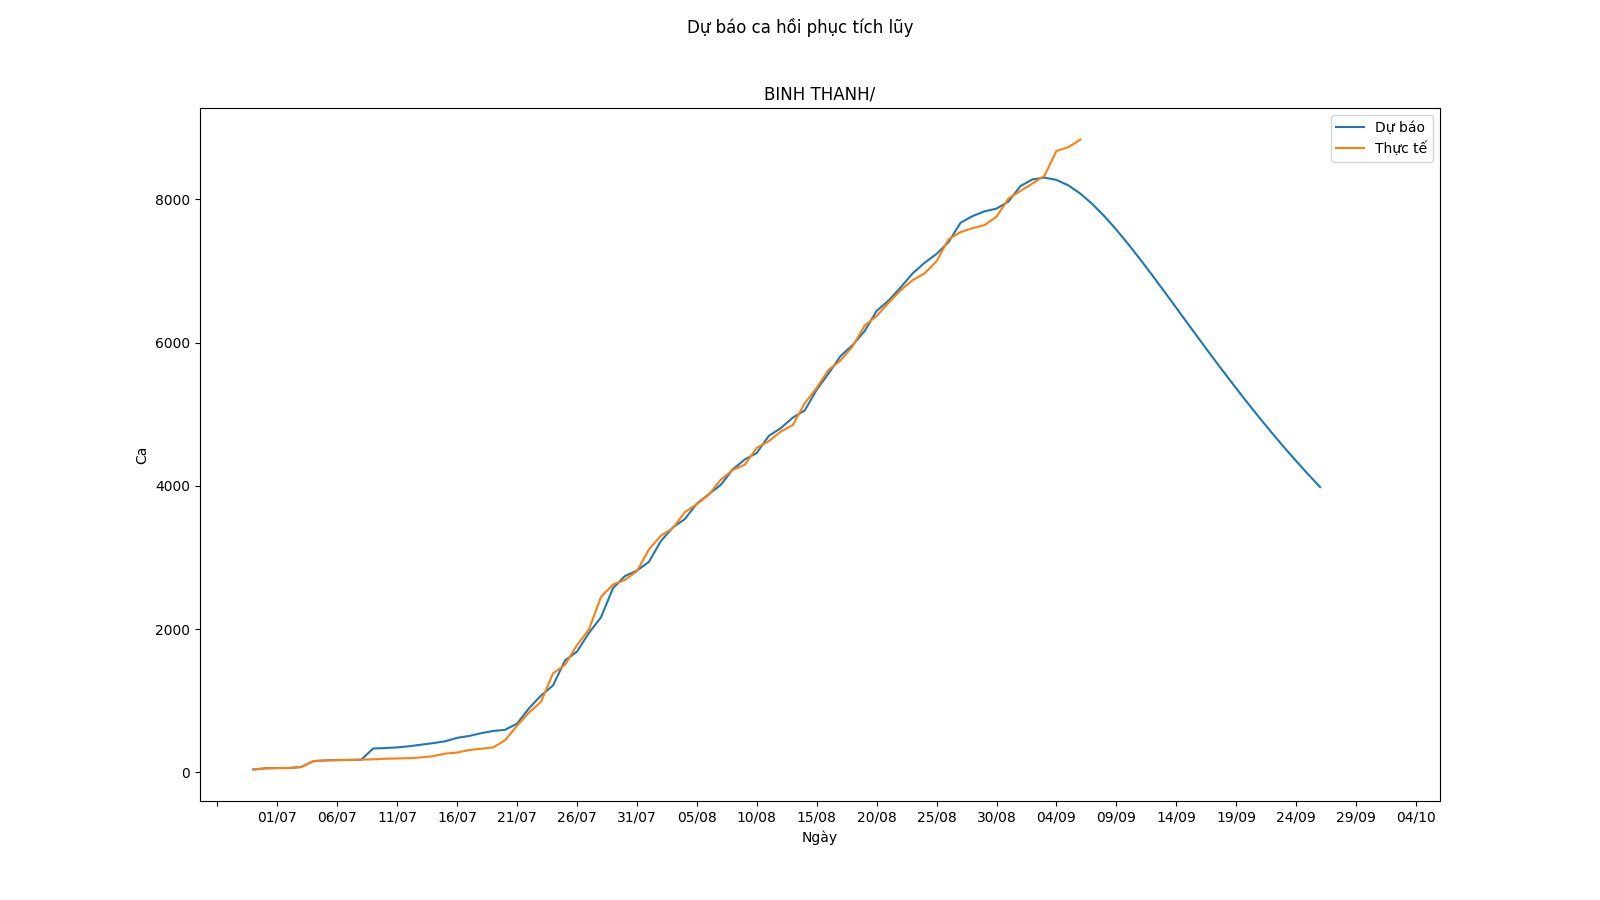 Dự báo ca hồi phục tích lũy
BINH THANH/
Dự báo
Thực tế
8000
6000
4000
2000
0
Ca
01/07 06/07 11/07 16/07 21/07 26/07 31/07 05/08 10/08 15/08 20/08 25/08 30/08 04/09 09/09 14/09 19/09 24/09 29/09 04/10
Ngày